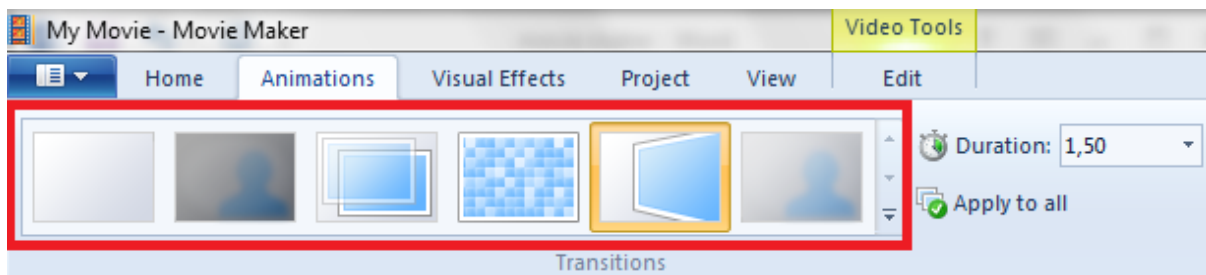 My Movie - Movie Maker
Video Tools
Home Animations Visual Effects Project View Edit
Duration: 1,50
Apply to all
Transitions